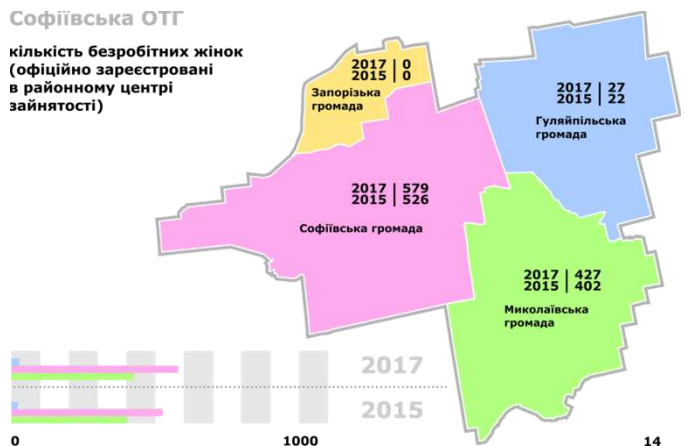 Софіївська ОТГ
кількість безробітних жінок
(офіційно зареєстровані
в районному центрі
зайнятості)
2017 | 0
2015 | 0
Запорізька
громада
2017 | 27
2015 | 22
Гуляйпільська
громада
2017 | 579
2015 | 526
Софіївська громада
2017 | 427
2015 | 402
Миколаївська
громада
2017
2015
0 1000 14